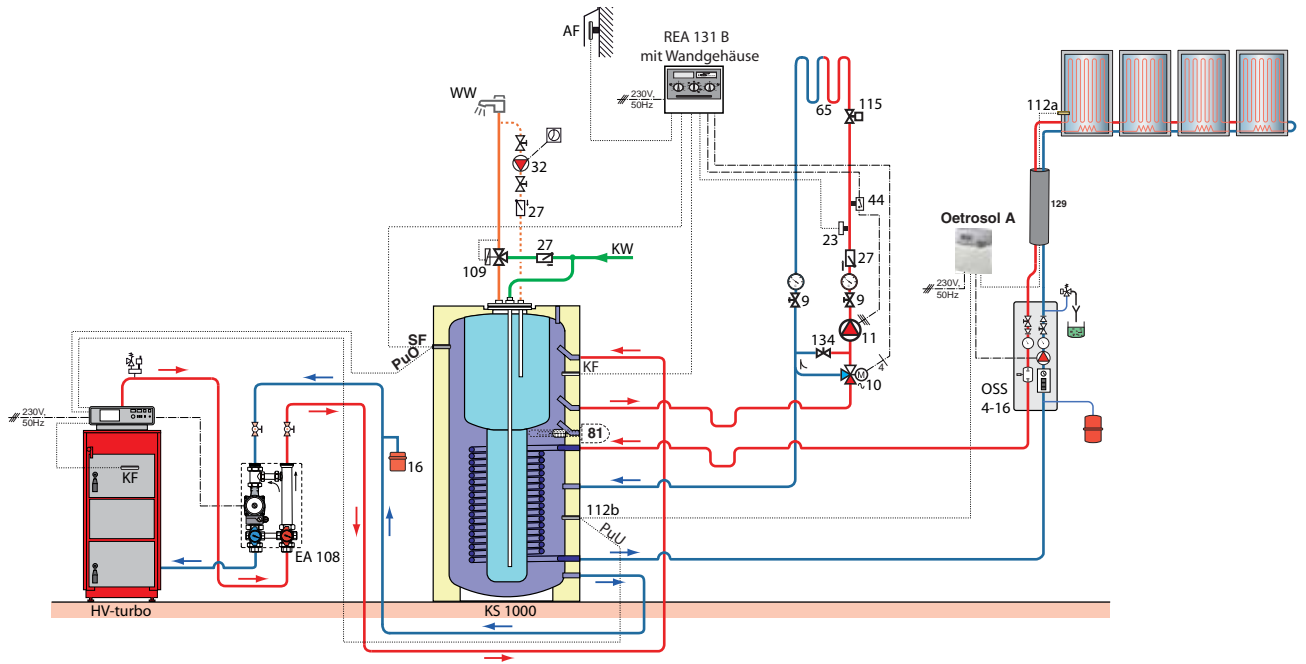 AF
REA 131 B
mit Wandgehäuse
230V,
50Hz
WW
32
27
27
KW
109
65
115
44
23
27
9
9
11
134
M
4
~10
112a
129
Oetrosol A
230V,
50Hz
OSS
4-16
SF
PuO
KF
81
112b
PuU
16
230V,
50Hz
KF
EA 108
HV-turbo
KS 1000